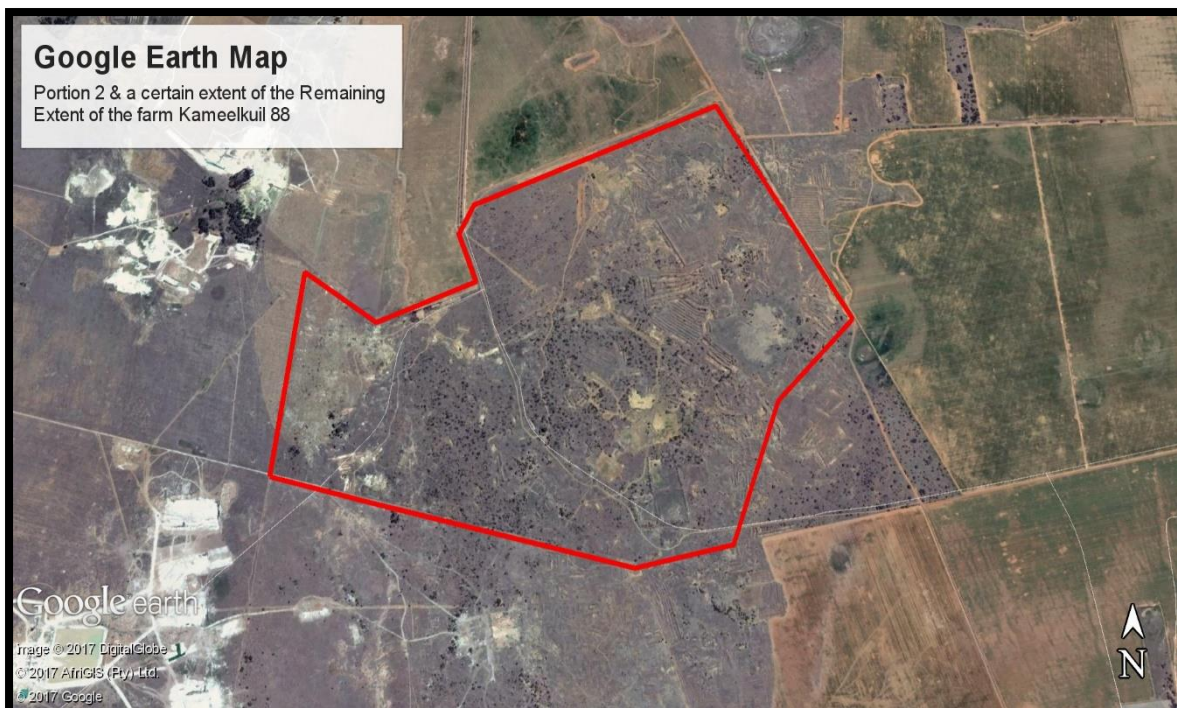 Google Earth Map
Portion 2 & a certain extent of the Remaining
Extent of the farm Kameelkuil 88
Google earth
Image © 2017 DigitalGlobe
© 2017 AfriGIS (Pty) Ltd.
© 2017 Google
N